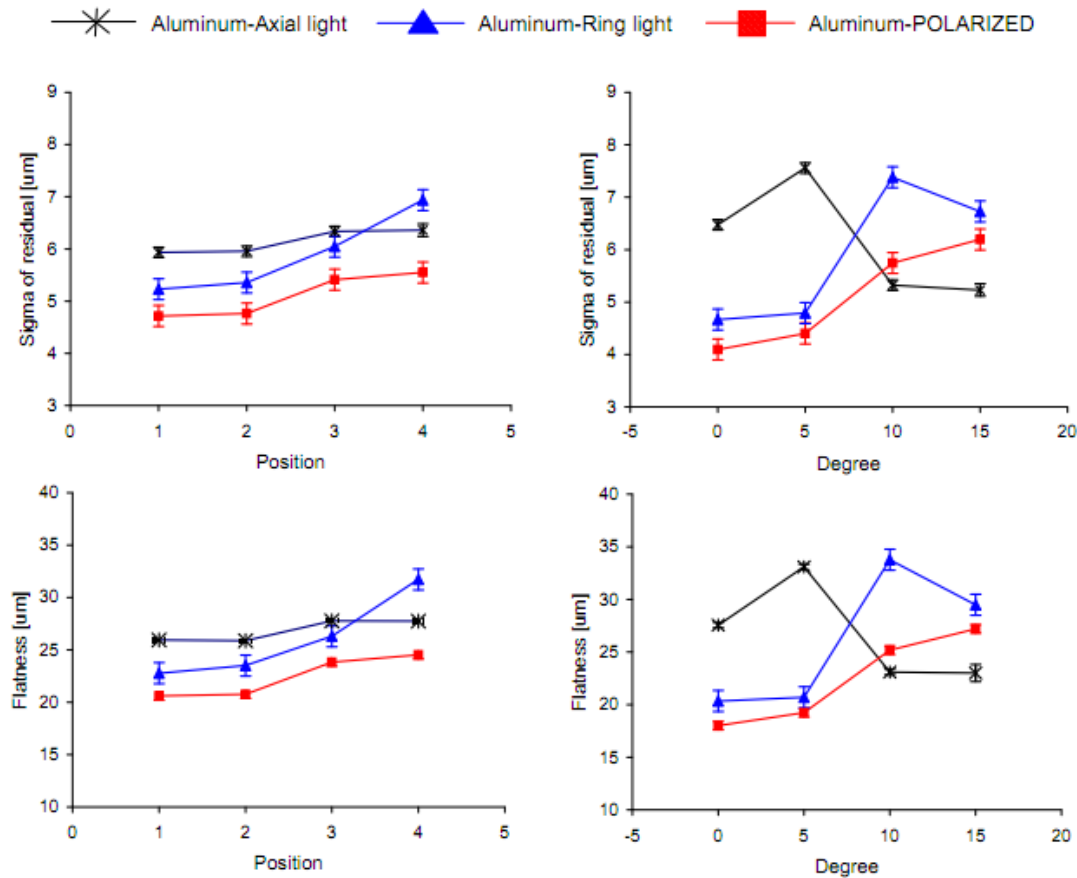 Aluminum-Axial light Aluminum-Ring light Aluminum-POLARIZED
Sigma of residual [um]
9
8
7
6
5
4
3
0 1 2 3 4 5
Position
Sigma of residual [um]
9
8
7
6
5
4
3
-5 0 5 10 15 20
Degree
Flatness [um]
40
35
30
25
20
15
10
0 1 2 3 4 5
Position
Flatness [um]
40
35
30
25
20
15
10
-5 0 5 10 15 20
Degree